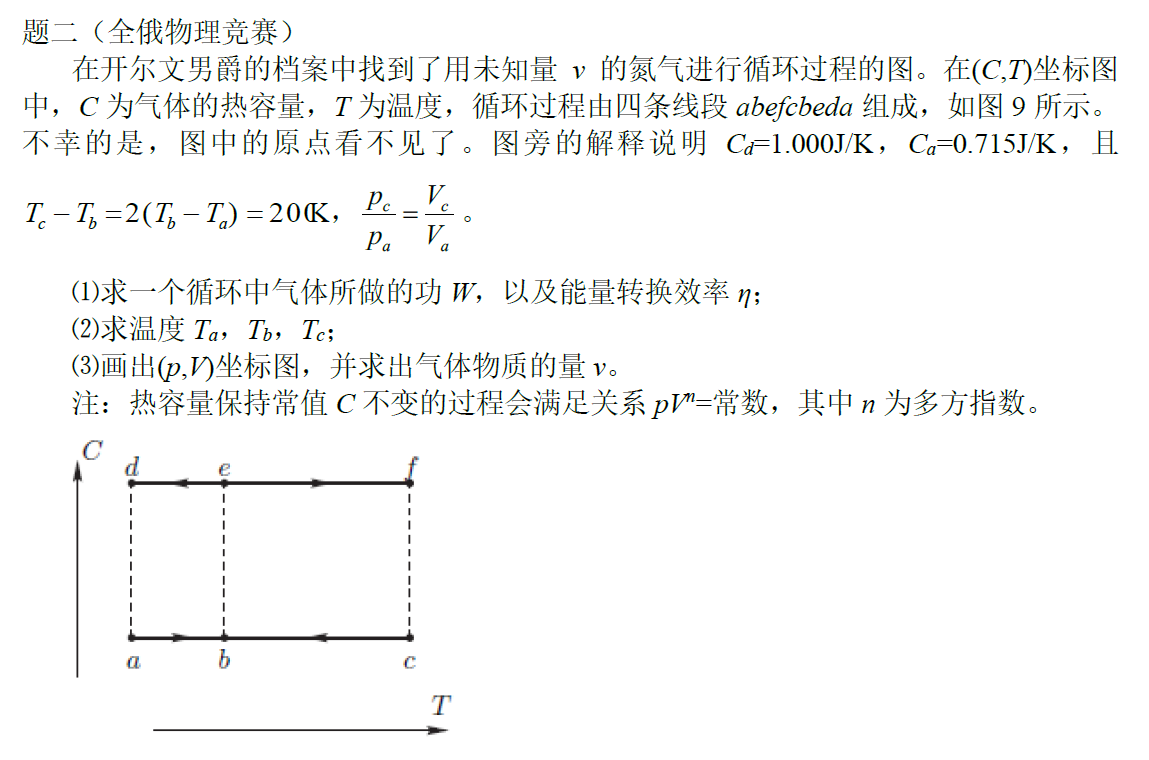 题二（全俄物理竞赛）
在开尔文男爵的档案中找到了用未知量 ν 的氮气进行循环过程的图。在(C,T)坐标图
中，C 为气体的热容量，T 为温度，循环过程由四条线段 abefcbeda 组成，如图 9 所示。
不幸的是，图中的原点看不见了。图旁的解释说明 Cd=1.000J/K，Ca=0.715J/K，且
Tc − Tb =2(Tb − Ta) = 200K， pc/pa = Vc/Va 。
⑴求一个循环中气体所做的功 W，以及能量转换效率 η；
⑵求温度 Ta，Tb，Tc；
⑶画出(p,V)坐标图，并求出气体物质的量 ν。
注：热容量保持常值 C 不变的过程会满足关系 pVⁿ=常数，其中 n 为多方指数。
C
d e f
a b c
T